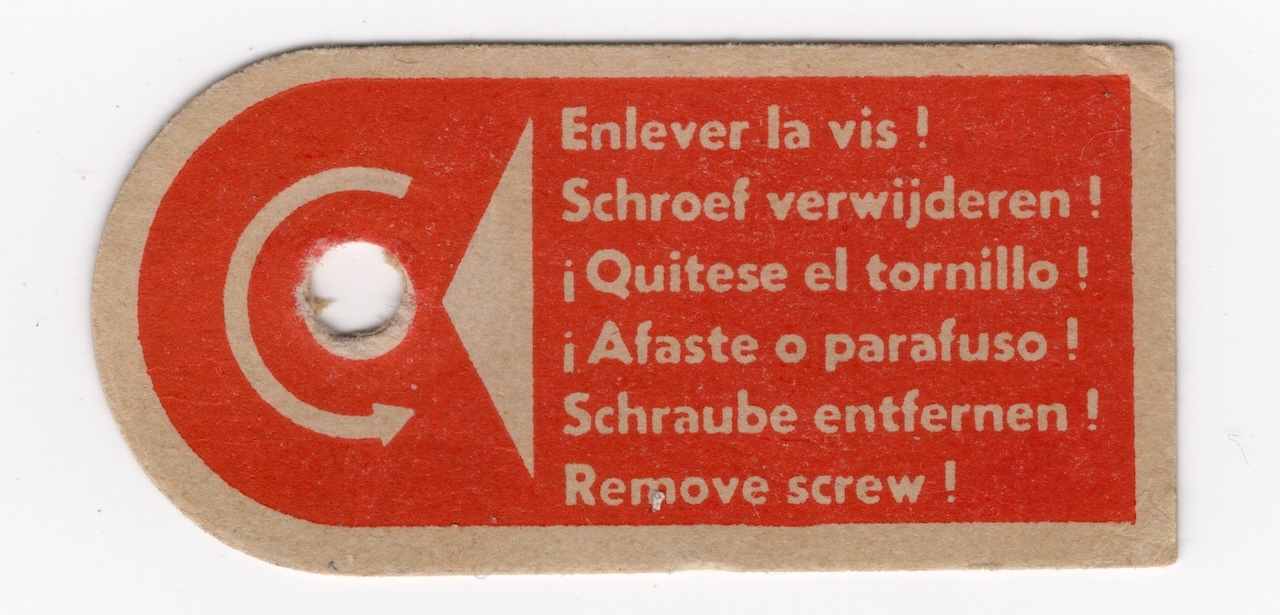 Enlever la vis !
Schroef verwijderen !
¡ Quitese el tornillo !
¡ Afaste o parafuso !
Schraube entfernen !
Remove screw !